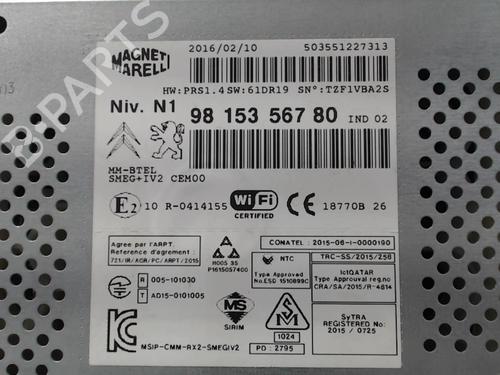 MAGNETI
MARELLI
2016/02/10
503551227313
HW:PRS1.4 SW:61DR19 SN°:TZF1VBA2S
Niv. N1
98 153 567 80 IND 02
MM-BTEL
SMEG+IV2 CEM00
E2 10 R-0414155
Wi Fi
CERTIFIED
CE 18770B 26
Agree par l'ARPT.
Reference d'agrement:
721/IR/AGR/PC/ARPT/2015
A
H005 35
P1615057400
CONATEL : 2015-06-I-0000190
NTC
Type Approved
No.ESD 1510899C
TRC-SS/2015/258
ictQATAR
Type Approval reg.no
CRA/SA/2015/R-4614
R 005-101030
T AD15-0101005
MS
SIRIM
1024
PD : 2795
SyTRA
REGISTERED No:
2015 / 0725
MSIP-CMM-RX2-SMEGIV2
B-Parts